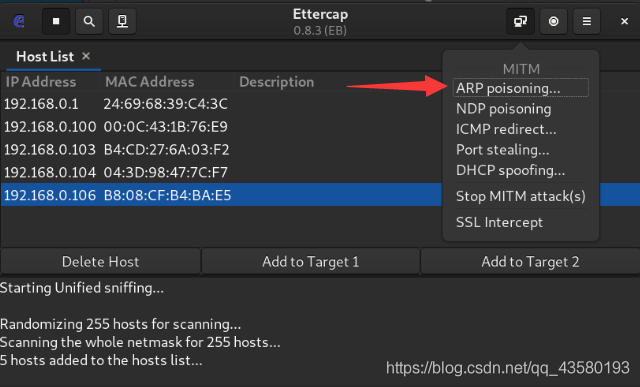 Ettercap
0.8.3 (EB)
Host List ×
IP Address MAC Address Description
192.168.0.1 24:69:68:39:C4:3C
192.168.0.100 00:0C:43:1B:76:E9
192.168.0.103 B4:CD:27:6A:03:F2
192.168.0.104 04:3D:98:47:7C:F7
192.168.0.106 B8:08:CF:B4:BA:E5
MITM
ARP poisoning...
NDP poisoning
ICMP redirect...
Port stealing...
DHCP spoofing...
Stop MITM attack(s)
SSL Intercept
Delete Host Add to Target 1 Add to Target 2
Starting Unified sniffing...
Randomizing 255 hosts for scanning...
Scanning the whole netmask for 255 hosts...
5 hosts added to the hosts list...
https://blog.csdn.net/qq_43580193